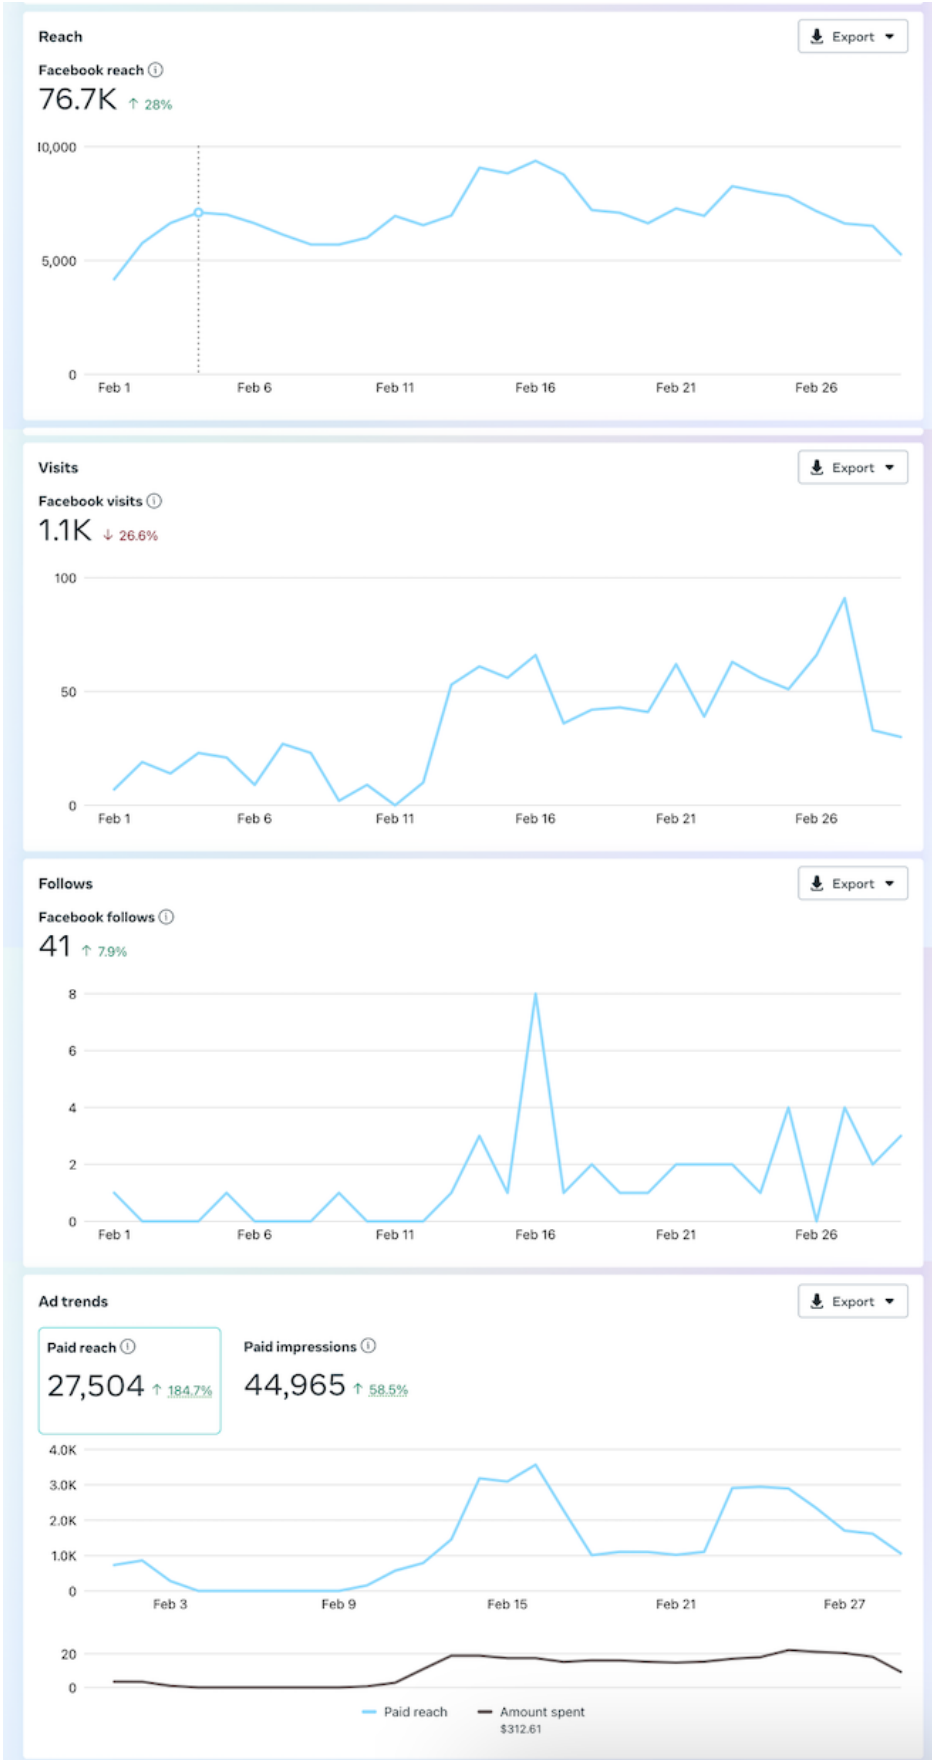 Reach
Export
Facebook reach
76.7K ↑ 28%
10,000
5,000
0
Feb 1 Feb 6 Feb 11 Feb 16 Feb 21 Feb 26
Visits
Export
Facebook visits
1.1K ↓ 26.6%
100
50
0
Feb 1 Feb 6 Feb 11 Feb 16 Feb 21 Feb 26
Follows
Export
Facebook follows
41 ↑ 7.9%
8
6
4
2
0
Feb 1 Feb 6 Feb 11 Feb 16 Feb 21 Feb 26
Ad trends
Export
Paid reach
27,504 ↑ 184.7%
Paid impressions
44,965 ↑ 58.5%
4.0K
3.0K
2.0K
1.0K
0
Feb 3 Feb 9 Feb 15 Feb 21 Feb 27
20
0
Paid reach Amount spent
$312.61